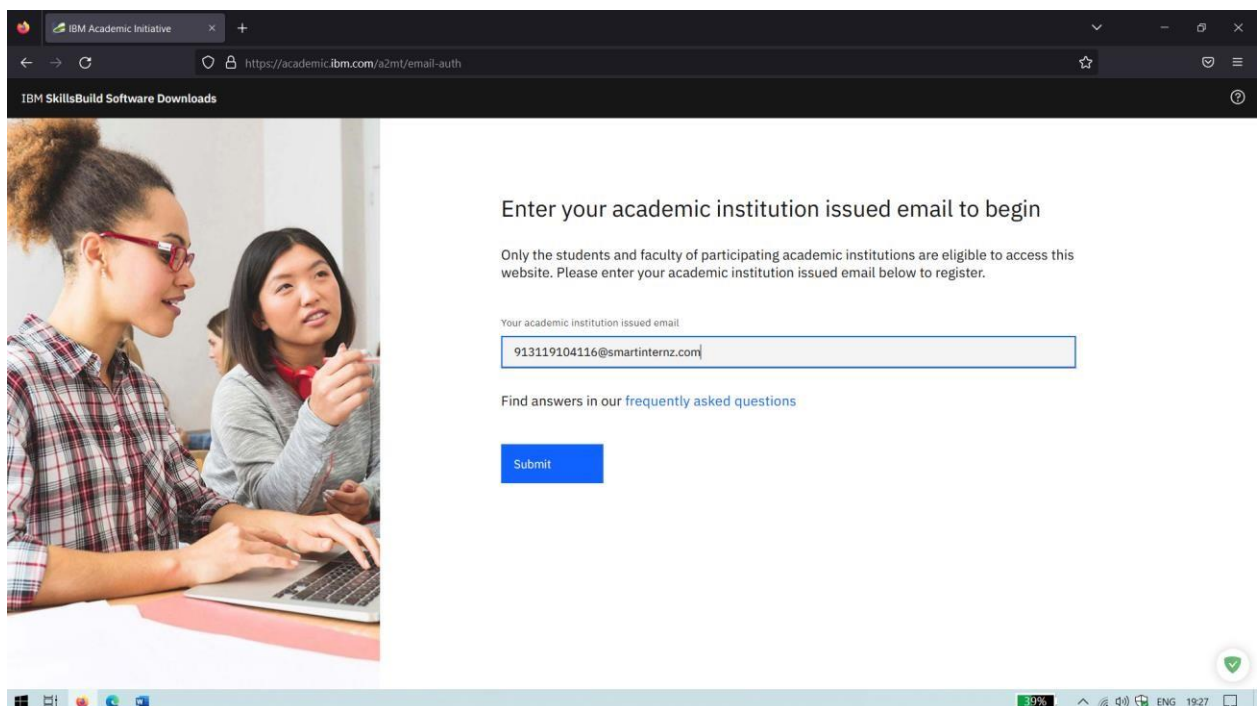 IBM Academic Initiative
https://academic.ibm.com/a2mt/email-auth
IBM SkillsBuild Software Downloads
Enter your academic institution issued email to begin
Only the students and faculty of participating academic institutions are eligible to access this
website. Please enter your academic institution issued email below to register.
Your academic institution issued email
913119104116@smartinternz.com
Find answers in our frequently asked questions
Submit
39% ENG 19:27